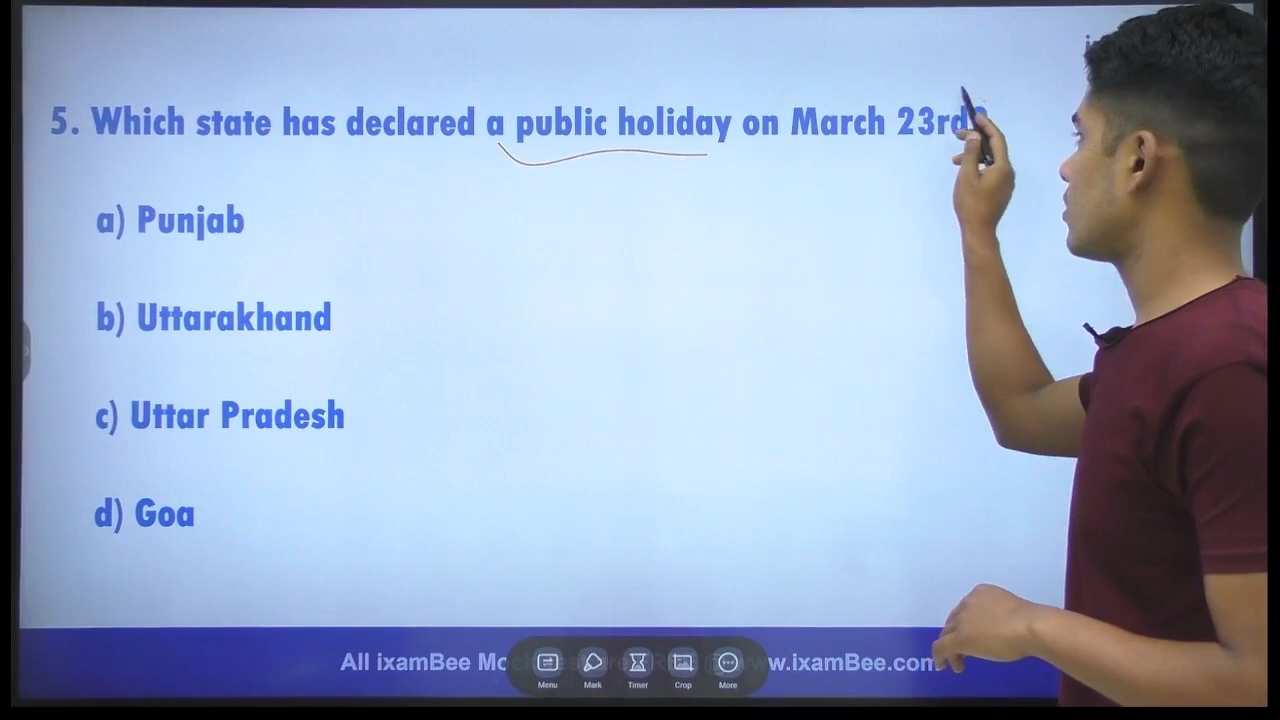 5. Which state has declared a public holiday on March 23rd?
a) Punjab
b) Uttarakhand
c) Uttar Pradesh
d) Goa
All ixamBee www.ixamBee.com
Menu Mark Timer Crop More